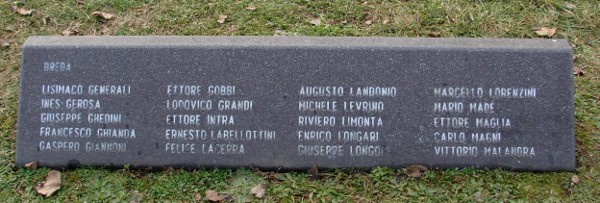 BREDA
LISIMACO GENERALI
INES GEROSA
GIUSEPPE GHEDINI
FRANCESCO GHIANDA
GASPERO GIANNONI
ETTORE GOBBI
LODOVICO GRANDI
ETTORE INTRA
ERNESTO LABELLOTTINI
FELICE LACERRA
AUGUSTO LANDONIO
MICHELE LEVRINO
RIVIERO LIMONTA
ENRICO LONGARI
GIUSEPPE LONGO
MARCELLO LORENZINI
MARIO MADÈ
ETTORE MAGLIA
CARLO MAGNI
VITTORIO MALANDRA